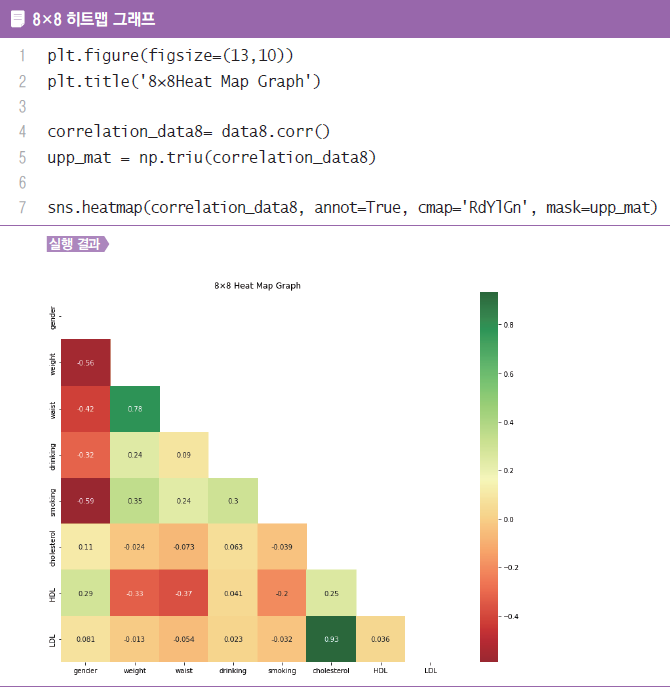 8×8 히트맵 그래프
1 plt.figure(figsize=(13,10))
2 plt.title('8×8Heat Map Graph')
3
4 correlation_data8= data8.corr()
5 upp_mat = np.triu(correlation_data8)
6
7 sns.heatmap(correlation_data8, annot=True, cmap='RdYlGn', mask=upp_mat)
실행 결과
8×8 Heat Map Graph
gender
weight -0.56
waist -0.42 0.78
drinking -0.32 0.24 0.09
smoking -0.59 0.35 0.24 0.3
cholesterol 0.11 -0.024 -0.073 0.063 -0.039
HDL 0.29 -0.33 -0.37 0.041 -0.2 0.25
LDL 0.081 -0.013 -0.054 0.023 -0.032 0.93 0.036
gender weight waist drinking smoking cholesterol HDL LDL
0.8
0.6
0.4
0.2
0.0
-0.2
-0.4